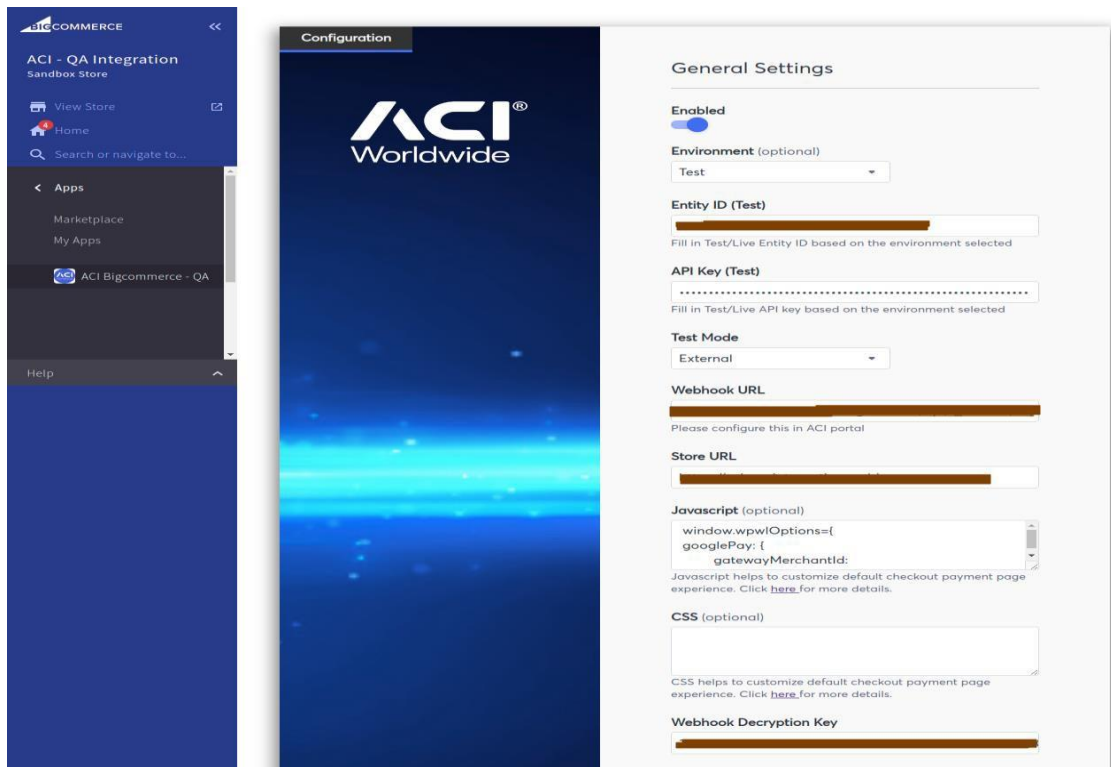 BIGCOMMERCE
ACI - QA Integration
Sandbox Store
View Store
4
Home
Search or navigate to...
Apps
Marketplace
My Apps
ACI
ACI Bigcommerce - QA
Help
Configuration
ACI®
Worldwide
General Settings
Enabled
Environment (optional)
Test
Entity ID (Test)
Fill in Test/Live Entity ID based on the environment selected
API Key (Test)
Fill in Test/Live API key based on the environment selected
Test Mode
External
Webhook URL
Please configure this in ACI portal
Store URL
Javascript (optional)
window.wpwlOptions={
googlePay: {
gatewayMerchantId:
Javascript helps to customize default checkout payment page
experience. Click here for more details.
CSS (optional)
CSS helps to customize default checkout payment page
experience. Click here for more details.
Webhook Decryption Key